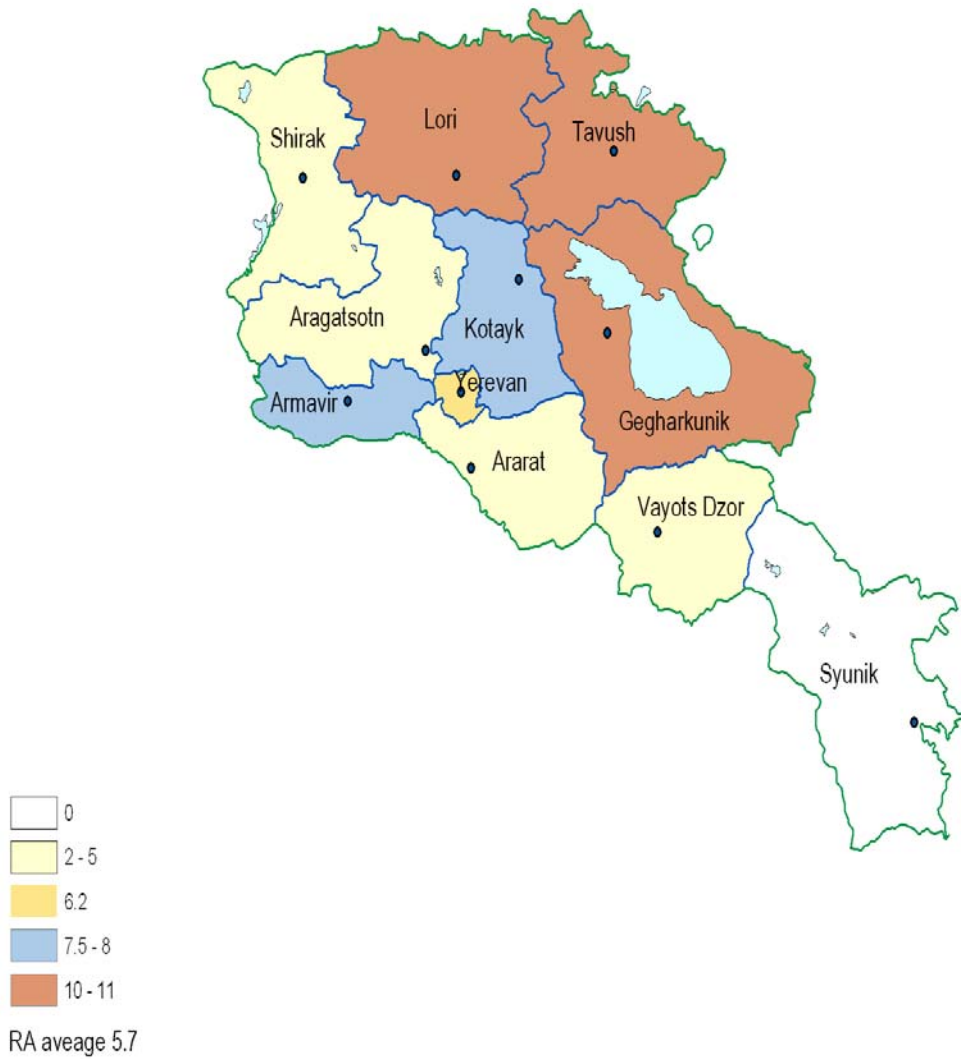 Lori
Tavush
Shirak
Aragatsotn
Kotayk
Yerevan
Armavir
Gegharkunik
Ararat
Vayots Dzor
Syunik
0
2 - 5
6.2
7.5 - 8
10 - 11
RA aveage 5.7